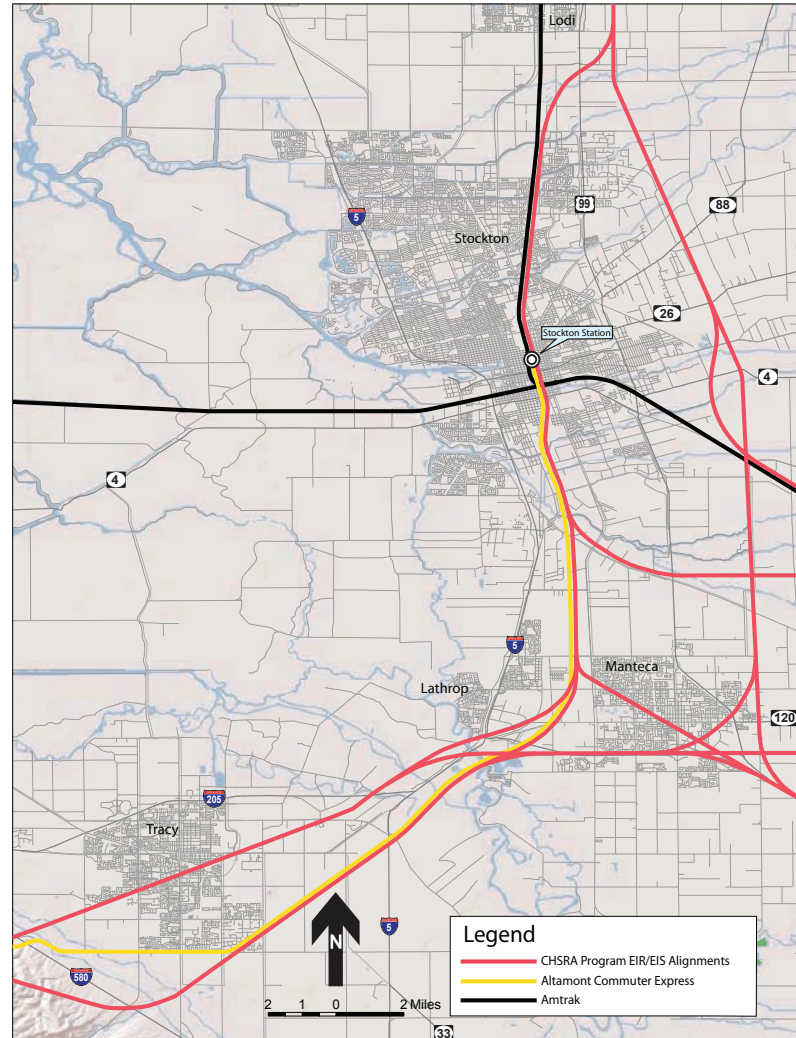 Lodi
99
88
5
Stockton
26
Stockton Station
4
4
5
Manteca
Lathrop
120
205
Tracy
N
5
580
2 1 0 2 Miles
33
Legend
CHSRA Program EIR/EIS Alignments
Altamont Commuter Express
Amtrak